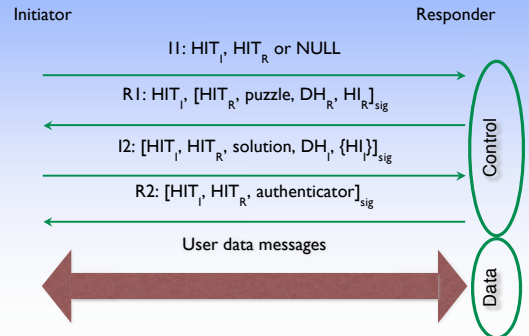 Initiator Responder
I1: HIT_I, HIT_R or NULL
R1: HIT_I, [HIT_R, puzzle, DH_R, HI_R]_sig
I2: [HIT_I, HIT_R, solution, DH_I, {HI_I}]_sig
R2: [HIT_I, HIT_R, authenticator]_sig
Control
User data messages
Data